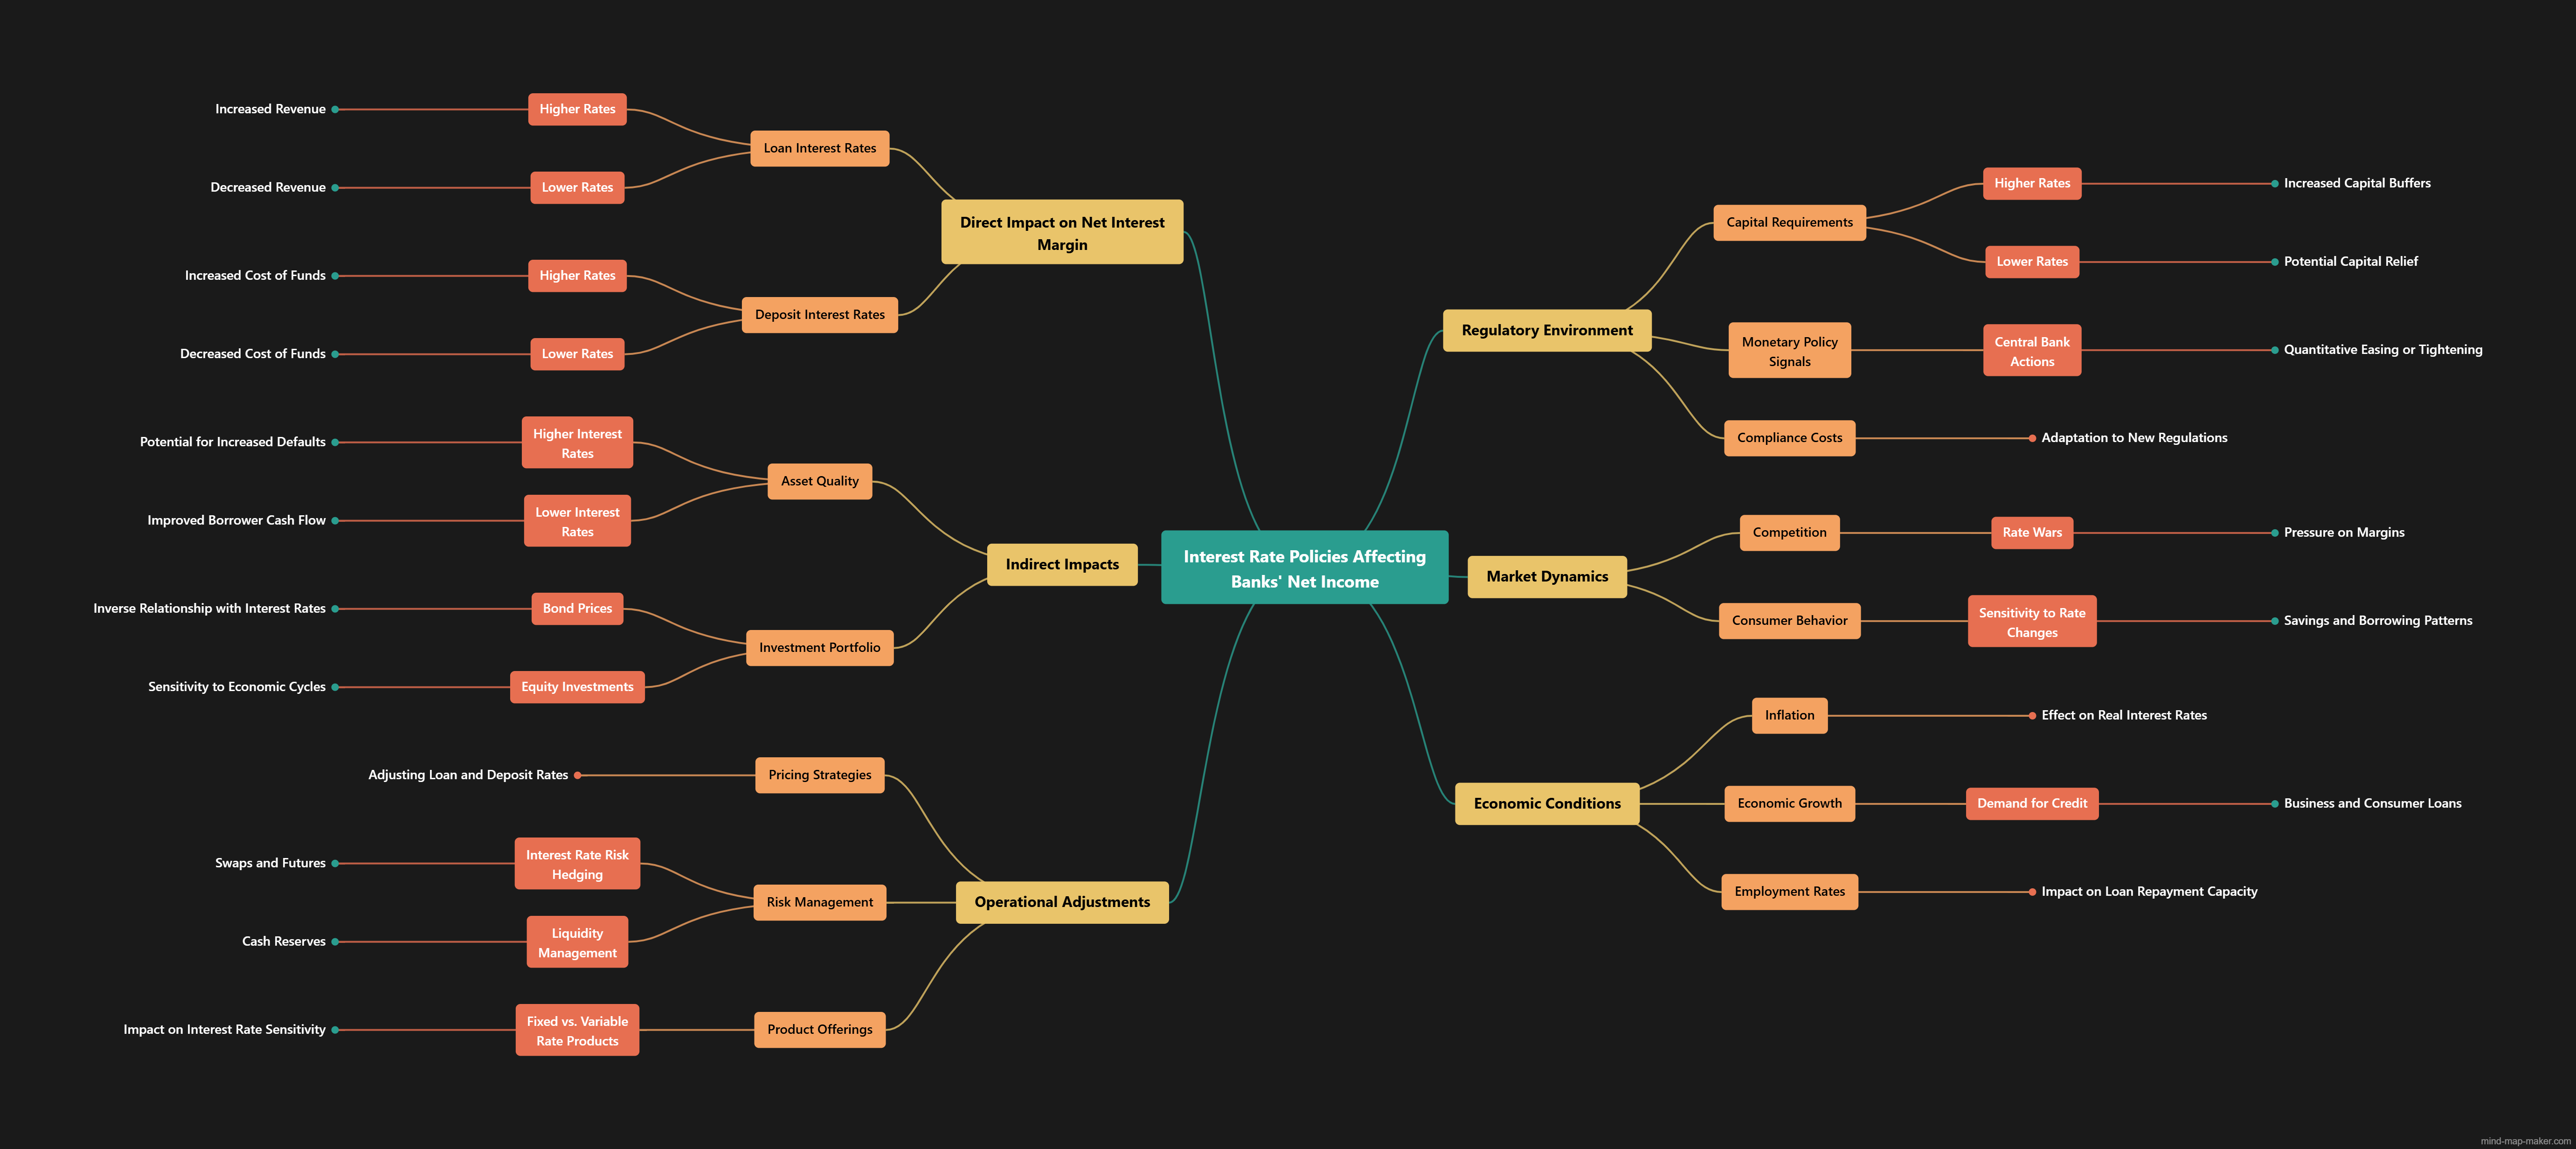 Interest Rate Policies Affecting
Banks' Net Income
Direct Impact on Net Interest
Margin
Loan Interest Rates
Higher Rates
Increased Revenue
Lower Rates
Decreased Revenue
Deposit Interest Rates
Higher Rates
Increased Cost of Funds
Lower Rates
Decreased Cost of Funds
Indirect Impacts
Asset Quality
Higher Interest
Rates
Potential for Increased Defaults
Lower Interest
Rates
Improved Borrower Cash Flow
Investment Portfolio
Bond Prices
Inverse Relationship with Interest Rates
Equity Investments
Sensitivity to Economic Cycles
Operational Adjustments
Pricing Strategies
Adjusting Loan and Deposit Rates
Risk Management
Interest Rate Risk
Hedging
Swaps and Futures
Liquidity
Management
Cash Reserves
Product Offerings
Fixed vs. Variable
Rate Products
Impact on Interest Rate Sensitivity
Regulatory Environment
Capital Requirements
Higher Rates
Increased Capital Buffers
Lower Rates
Potential Capital Relief
Monetary Policy
Signals
Central Bank
Actions
Quantitative Easing or Tightening
Compliance Costs
Adaptation to New Regulations
Market Dynamics
Competition
Rate Wars
Pressure on Margins
Consumer Behavior
Sensitivity to Rate
Changes
Savings and Borrowing Patterns
Economic Conditions
Inflation
Effect on Real Interest Rates
Economic Growth
Demand for Credit
Business and Consumer Loans
Employment Rates
Impact on Loan Repayment Capacity
mind-map-maker.com